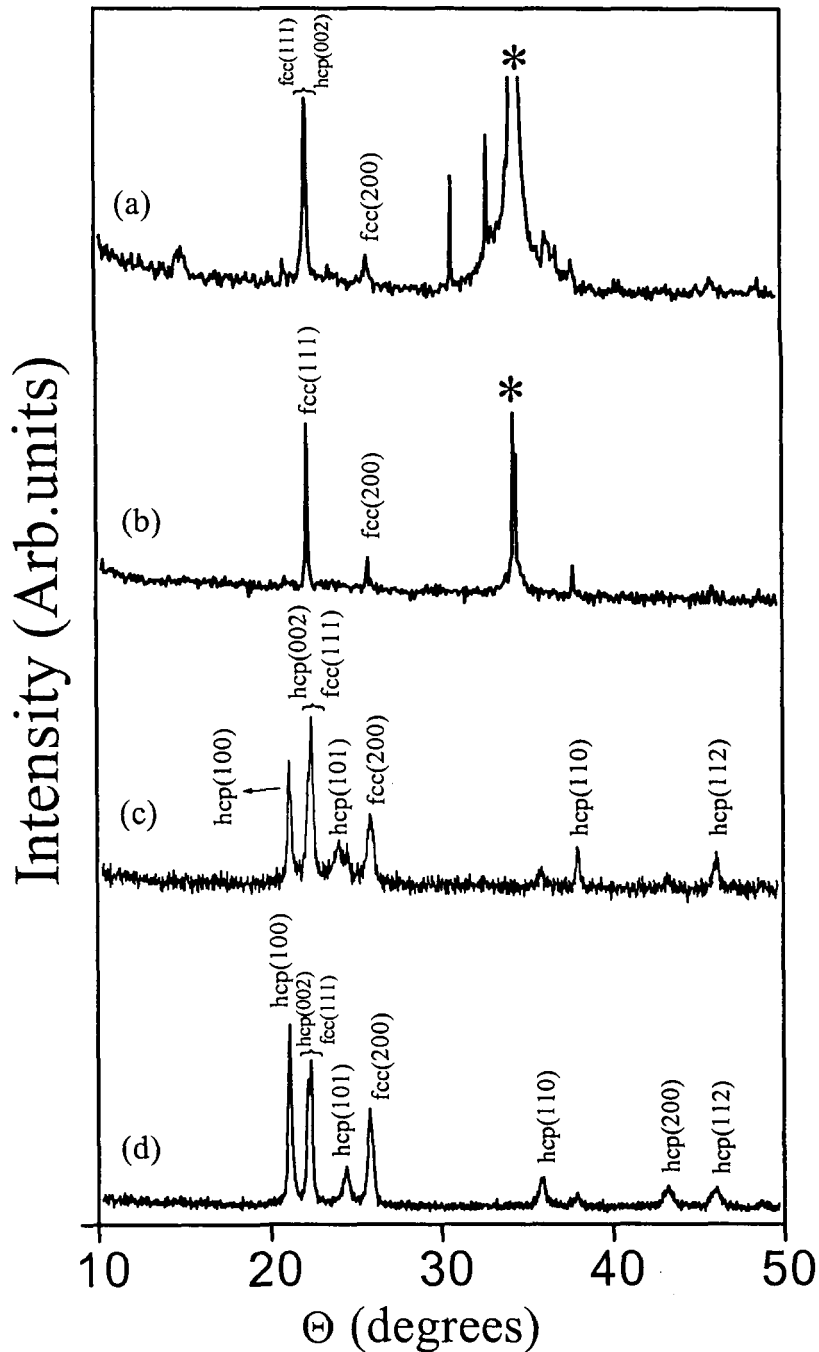 fcc(111)
hcp(002)
}
*
(a)
fcc(200)
fcc(111)
*
(b)
fcc(200)
hcp(002)
fcc(111)
}
hcp(100)
hcp(101)
fcc(200)
hcp(110)
hcp(112)
(c)
hcp(100)
}hcp(002)
fcc(111)
hcp(101)
fcc(200)
hcp(110)
hcp(200)
hcp(112)
(d)
Intensity (Arb.units)
10 20 30 40 50
Θ (degrees)